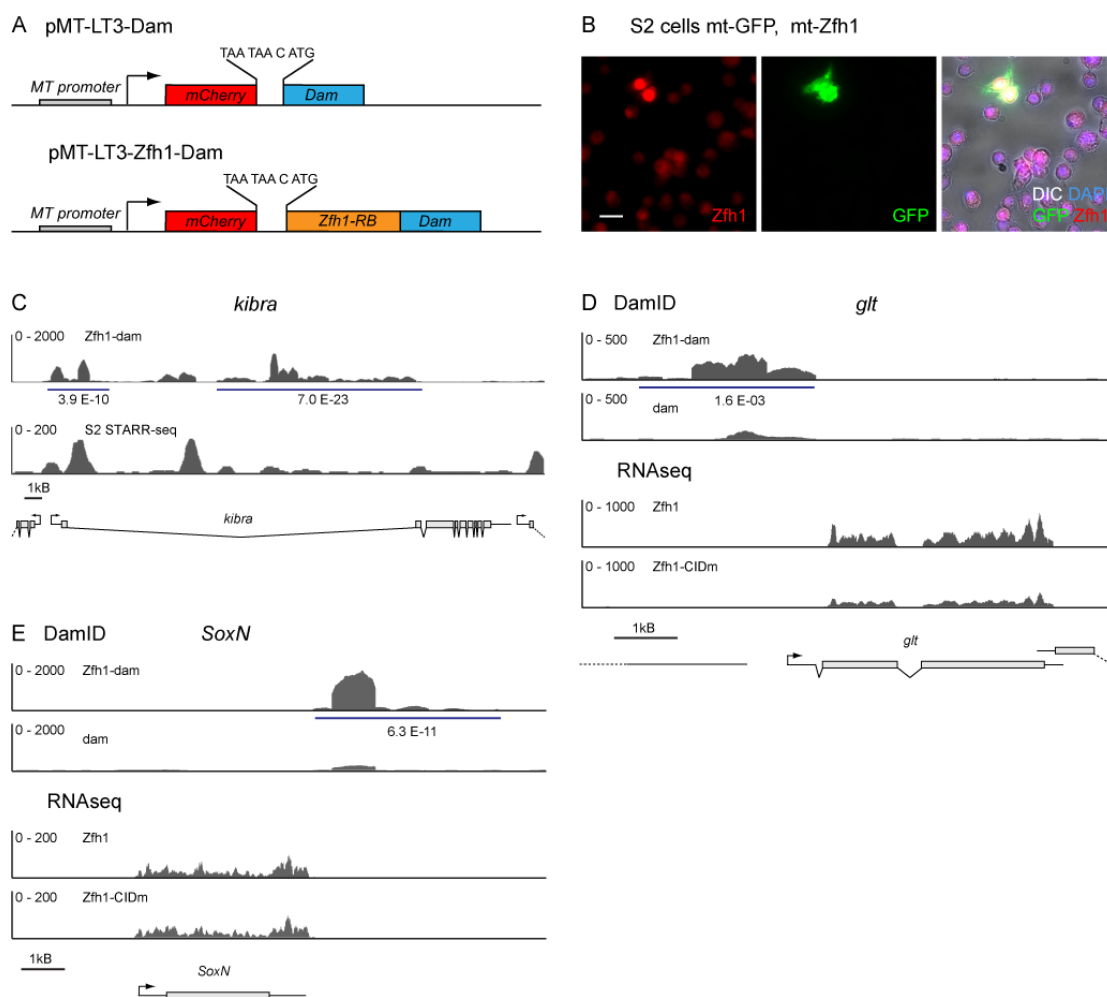 A pMT-LT3-Dam
TAA TAA C ATG
MT promoter
mCherry
Dam
pMT-LT3-Zfh1-Dam
TAA TAA C ATG
MT promoter
mCherry
Zfh1-RB
Dam
B S2 cells mt-GFP, mt-Zfh1
Zfh1
GFP
DIC DAPI
GFP Zfh1
C kibra
0 - 2000 Zfh1-dam
3.9 E-10
7.0 E-23
0 - 200 S2 STARR-seq
1kB
kibra
D DamID glt
0 - 500 Zfh1-dam
1.6 E-03
0 - 500 dam
RNAseq
0 - 1000 Zfh1
0 - 1000 Zfh1-CIDm
1kB
glt
E DamID SoxN
0 - 2000 Zfh1-dam
6.3 E-11
0 - 2000 dam
RNAseq
0 - 200 Zfh1
0 - 200 Zfh1-CIDm
1kB
SoxN